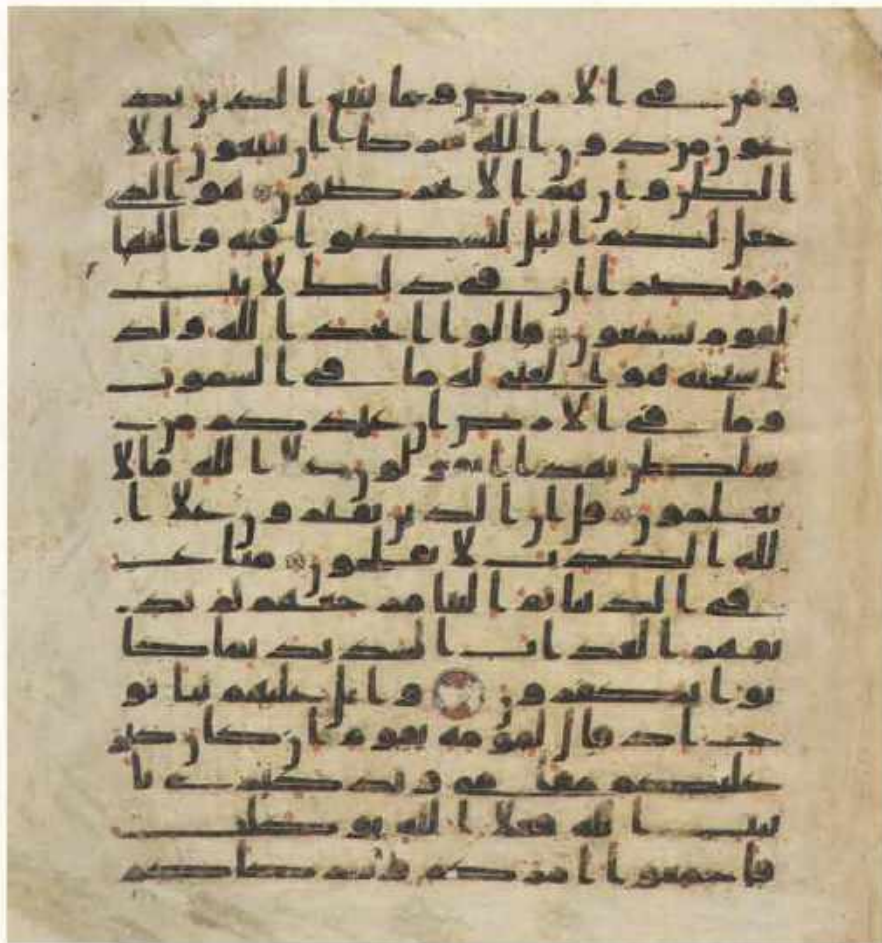 ومن في الارض وما يتبع الذين يد
عون من دون الله شركا ان يتبعون الا
الظن وان هم الا يخرصون هو الذي
جعل لكم اليل لتسكنوا فيه والنها
ر مبصرا ان في ذلك لايت
لقوم يسمعون قالوا اتخذ الله ولد
ا سبحنه هو الغني له ما في السموت
وما في الارض ان عندكم من
سلطن بهذا اتقولون على الله ما لا
تعلمون قل ان الذين يفترون على ا
لله الكذب لا يفلحون متاع
في الدنيا ثم الينا مرجعهم ثم نذ
يقهم العذاب الشديد بما كا
نوا يكفرون واتل عليهم نبا نو
ح اذ قال لقومه يقوم ان كان كبر
عليكم مقامي وتذكيري با
يت الله فعلى الله توكلت
فاجمعوا امركم وشركاكم